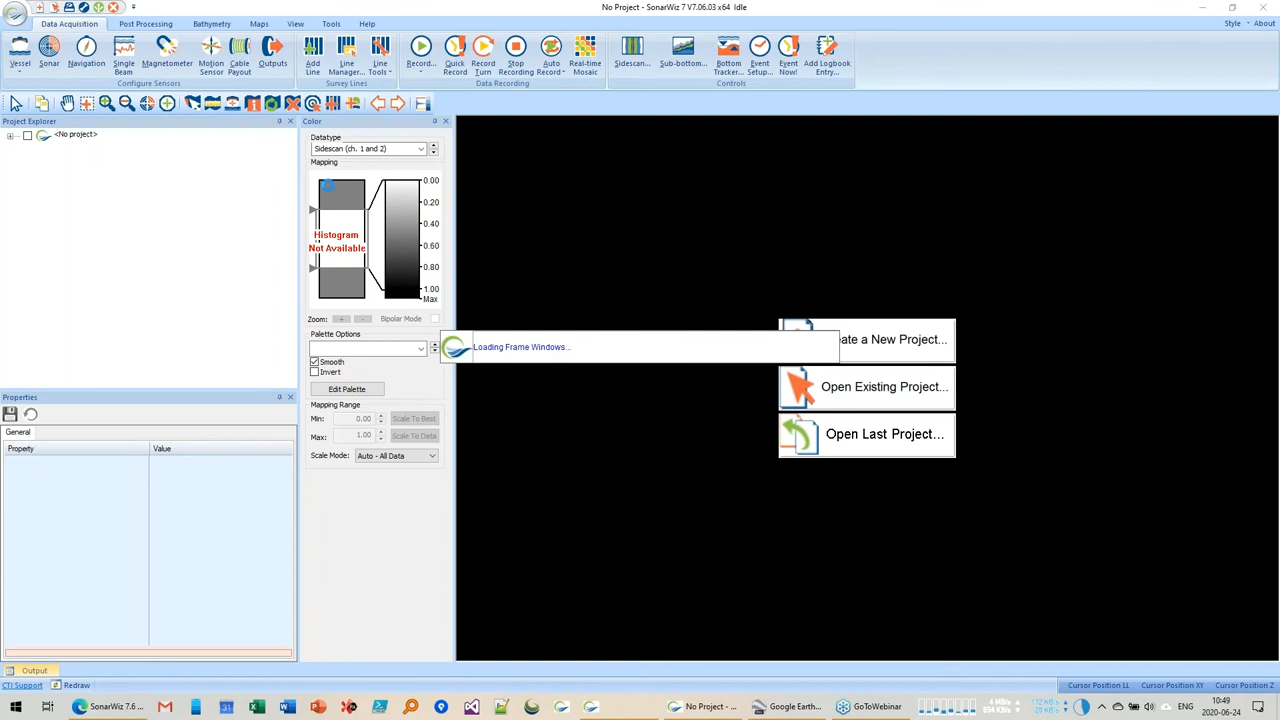 No Project - SonarWiz 7 V7.06.03 x64 Idle
Data Acquisition Post Processing Bathymetry Maps View Tools Help Style About
Vessel Sonar Navigation Single Beam Magnetometer Motion Sensor Cable Payout Outputs Add Line Line Manager... Line Tools Record... Quick Record Record Turn Stop Recording Auto Record Real-time Mosaic Sidescan... Sub-bottom... Bottom Tracker... Event Setup... Event Now! Add Logbook Entry...
Configure Sensors Survey Lines Data Recording Controls
Project Explorer
<No project>
Color
Datatype
Sidescan (ch. 1 and 2)
Mapping
0.00
0.20
0.40
0.60
0.80
1.00
Max
Histogram
Not Available
Zoom: + - Bipolar Mode
Palette Options
Smooth
Invert
Edit Palette
Mapping Range
Min: 0.00 Scale To Best
Max: 1.00 Scale To Data
Scale Mode: Auto - All Data
Loading Frame Windows...
ate a New Project...
Open Existing Project...
Open Last Project...
Properties
General
Property Value
Output
CTI Support Redraw
Cursor Position LL Cursor Position XY Cursor Position Z
SonarWiz 7.6 ... No Project - ... Google Earth... GoToWebinar
ENG
10:49
2020-06-24